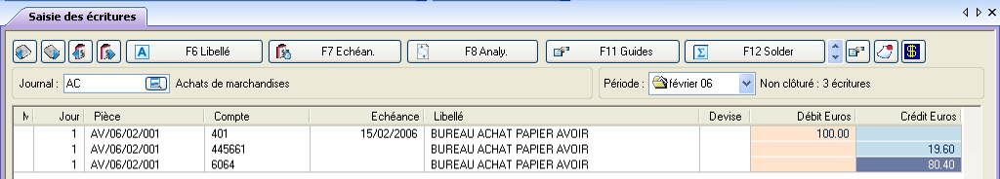 Saisie des écritures
A F6 Libellé F7 Echéan. F8 Analy. F11 Guides Σ F12 Solder $
Journal : AC Achats de marchandises Période : février 06 Non clôturé : 3 écritures
Jour Pièce Compte Echéance Libellé Devise Débit Euros Crédit Euros
1 AV/06/02/001 401 15/02/2006 BUREAU ACHAT PAPIER AVOIR 100.00
1 AV/06/02/001 445661 BUREAU ACHAT PAPIER AVOIR 19.60
1 AV/06/02/001 6064 BUREAU ACHAT PAPIER AVOIR 80.40